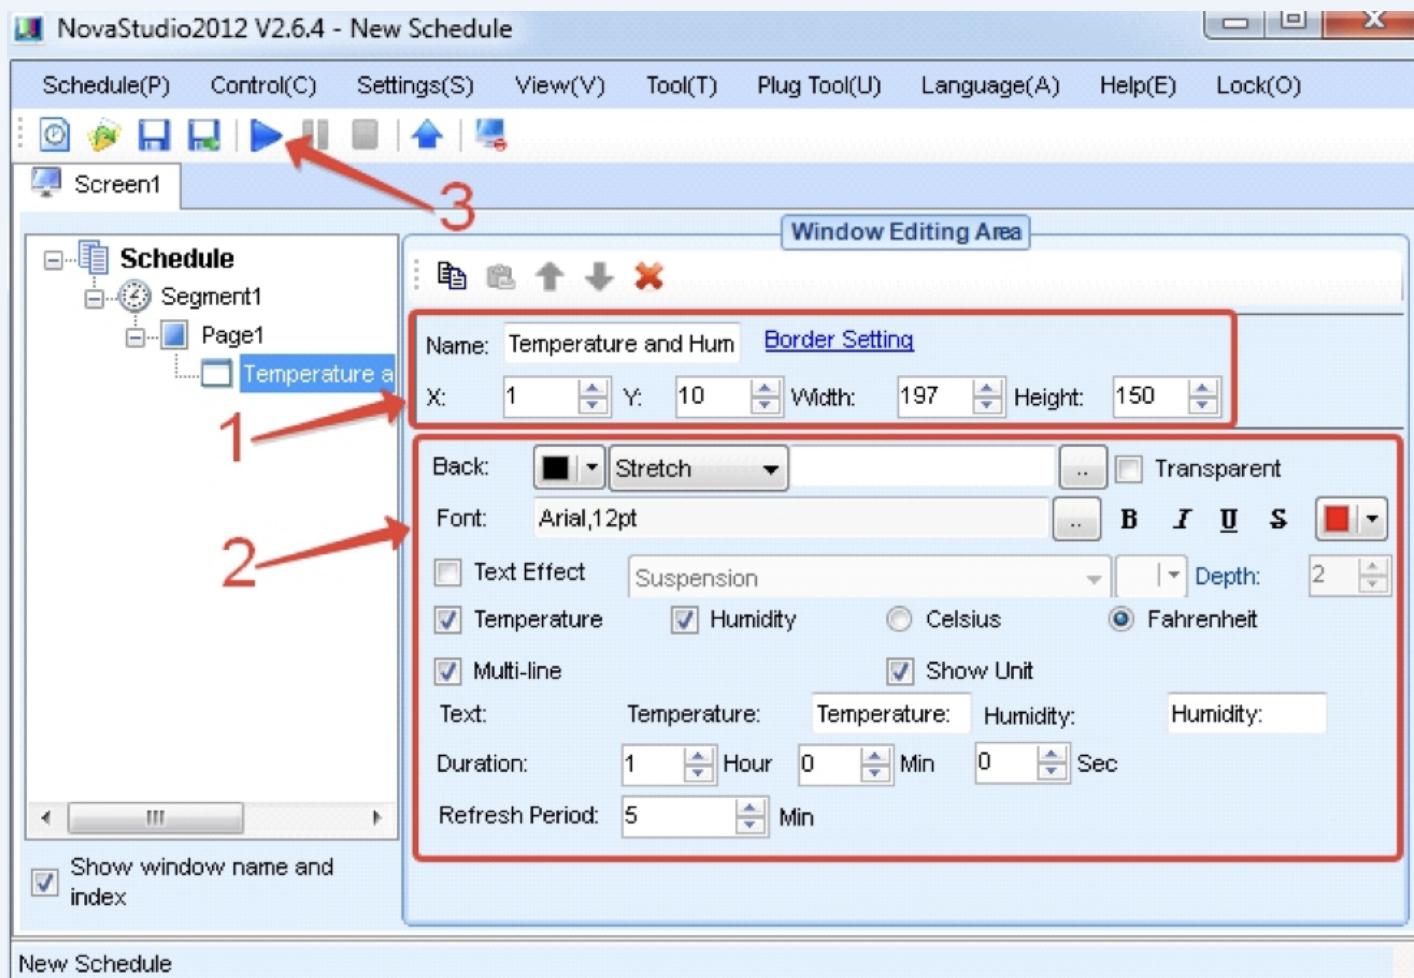 NovaStudio2012 V2.6.4 - New Schedule
Schedule(P) Control(C) Settings(S) View(V) Tool(T) Plug Tool(U) Language(A) Help(E) Lock(O)
Screen1
3
Window Editing Area
Schedule
Segment1
Page1
Temperature a
Name: Temperature and Hum Border Setting
X: 1 Y: 10 Width: 197 Height: 150
1
Back: Stretch .. Transparent
Font: Arial,12pt .. B I U S
2
Text Effect Suspension Depth: 2
Temperature Humidity Celsius Fahrenheit
Multi-line Show Unit
Text: Temperature: Temperature: Humidity: Humidity:
Duration: 1 Hour 0 Min 0 Sec
Refresh Period: 5 Min
Show window name and
index
New Schedule